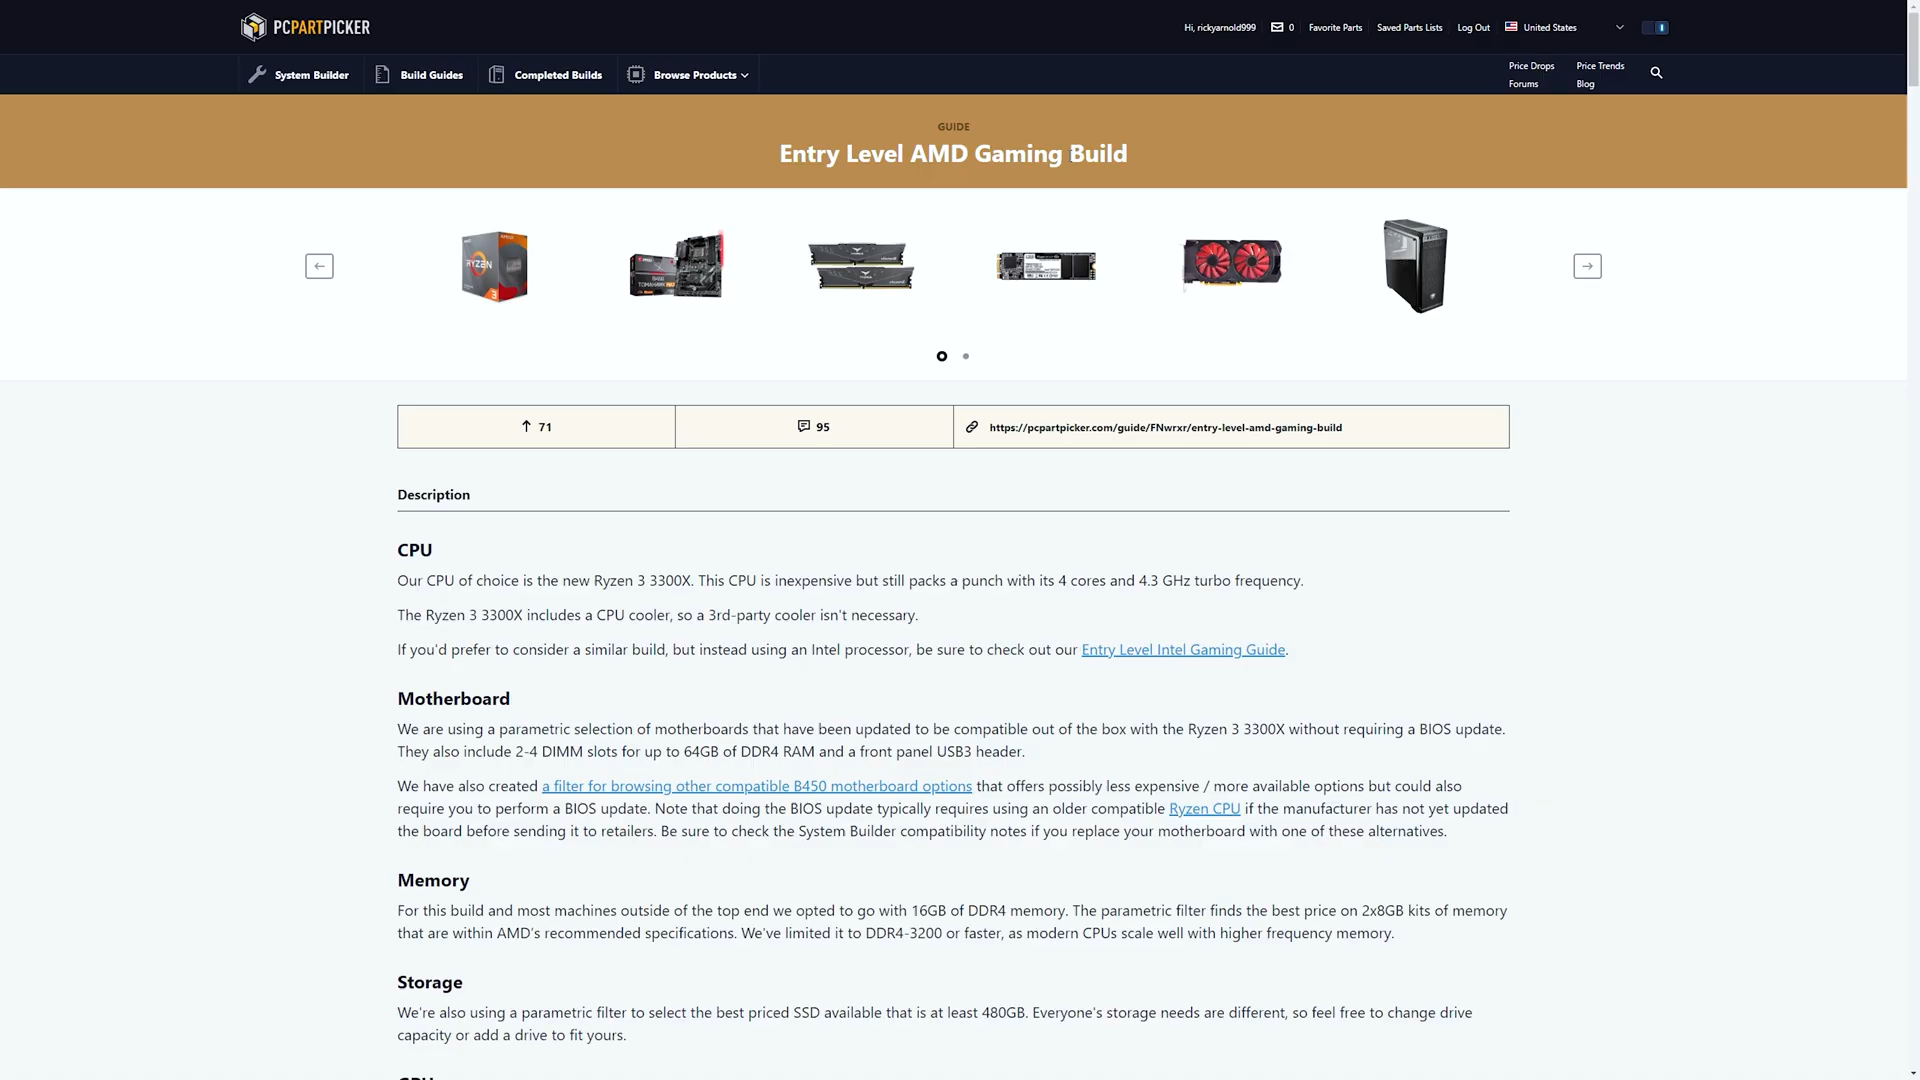 PCPARTPICKER
Hi, rickyarnold999
0
Favorite Parts
Saved Parts Lists
Log Out
United States
System Builder
Build Guides
Completed Builds
Browse Products
Price Drops
Price Trends
Forums
Blog
GUIDE
Entry Level AMD Gaming Build
RYZEN
71
95
https://pcpartpicker.com/guide/FNwrxr/entry-level-amd-gaming-build
Description
CPU
Our CPU of choice is the new Ryzen 3 3300X. This CPU is inexpensive but still packs a punch with its 4 cores and 4.3 GHz turbo frequency.
The Ryzen 3 3300X includes a CPU cooler, so a 3rd-party cooler isn't necessary.
If you'd prefer to consider a similar build, but instead using an Intel processor, be sure to check out our Entry Level Intel Gaming Guide.
Motherboard
We are using a parametric selection of motherboards that have been updated to be compatible out of the box with the Ryzen 3 3300X without requiring a BIOS update.
They also include 2-4 DIMM slots for up to 64GB of DDR4 RAM and a front panel USB3 header.
We have also created a filter for browsing other compatible B450 motherboard options that offers possibly less expensive / more available options but could also
require you to perform a BIOS update. Note that doing the BIOS update typically requires using an older compatible Ryzen CPU if the manufacturer has not yet updated
the board before sending it to retailers. Be sure to check the System Builder compatibility notes if you replace your motherboard with one of these alternatives.
Memory
For this build and most machines outside of the top end we opted to go with 16GB of DDR4 memory. The parametric filter finds the best price on 2x8GB kits of memory
that are within AMD's recommended specifications. We've limited it to DDR4-3200 or faster, as modern CPUs scale well with higher frequency memory.
Storage
We're also using a parametric filter to select the best priced SSD available that is at least 480GB. Everyone's storage needs are different, so feel free to change drive
capacity or add a drive to fit yours.